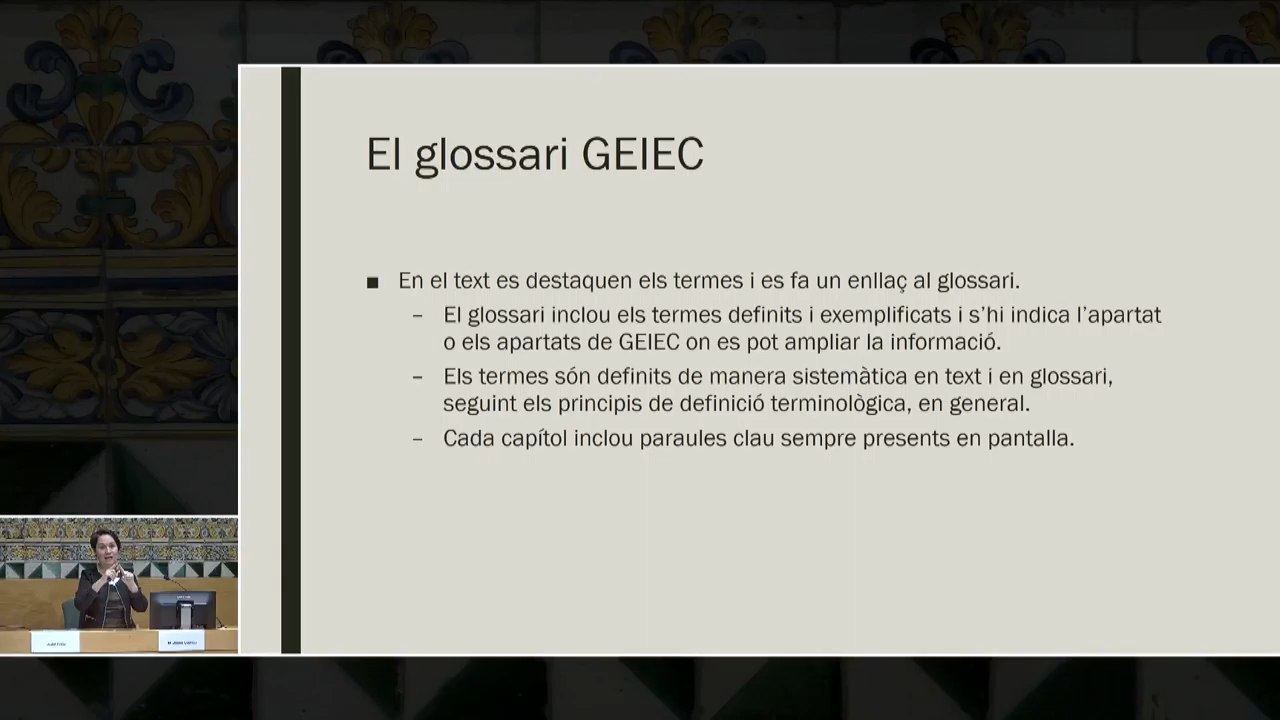 El glossari GEIEC
En el text es destaquen els termes i es fa un enllaç al glossari.
– El glossari inclou els termes definits i exemplificats i s’hi indica l’apartat
o els apartats de GEIEC on es pot ampliar la informació.
– Els termes són definits de manera sistemàtica en text i en glossari,
seguint els principis de definició terminològica, en general.
– Cada capítol inclou paraules clau sempre presents en pantalla.